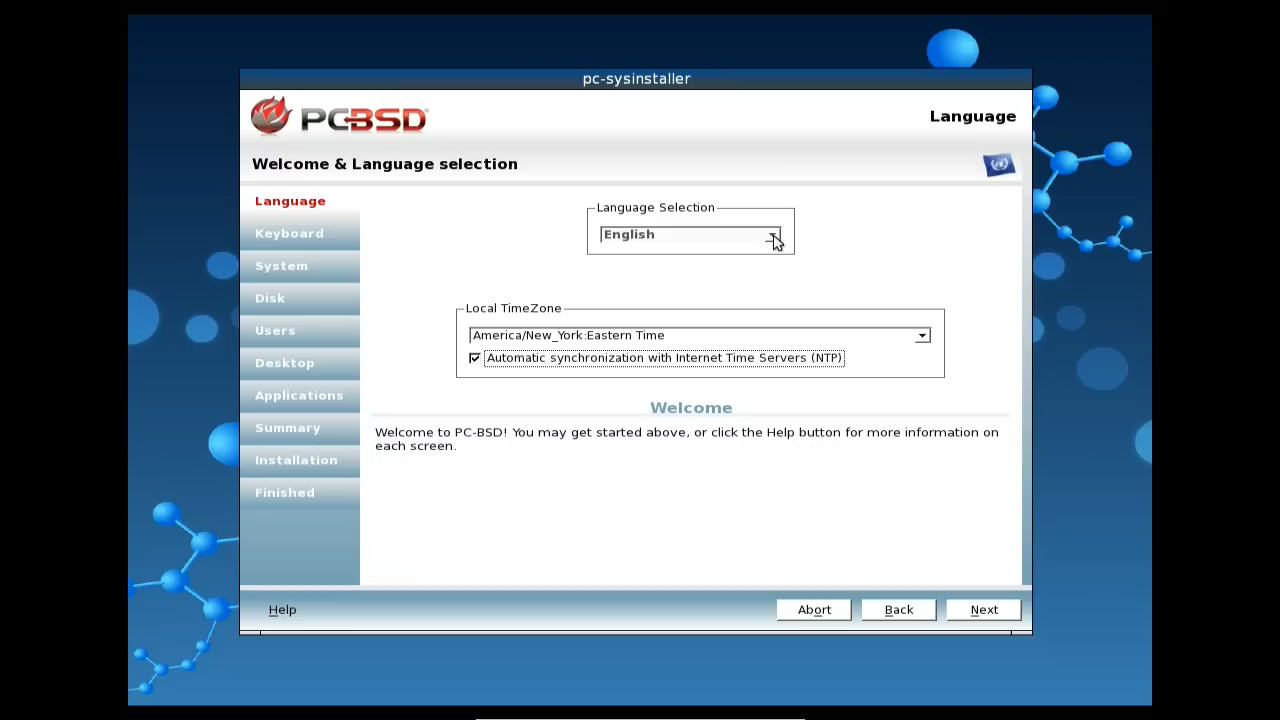 pc-sysinstaller
PCBSD
Language
Welcome & Language selection
Language
Keyboard
System
Disk
Users
Desktop
Applications
Summary
Installation
Finished
Language Selection
English
Local TimeZone
America/New_York:Eastern Time
Automatic synchronization with Internet Time Servers (NTP)
Welcome
Welcome to PC-BSD! You may get started above, or click the Help button for more information on
each screen.
Help
Abort
Back
Next